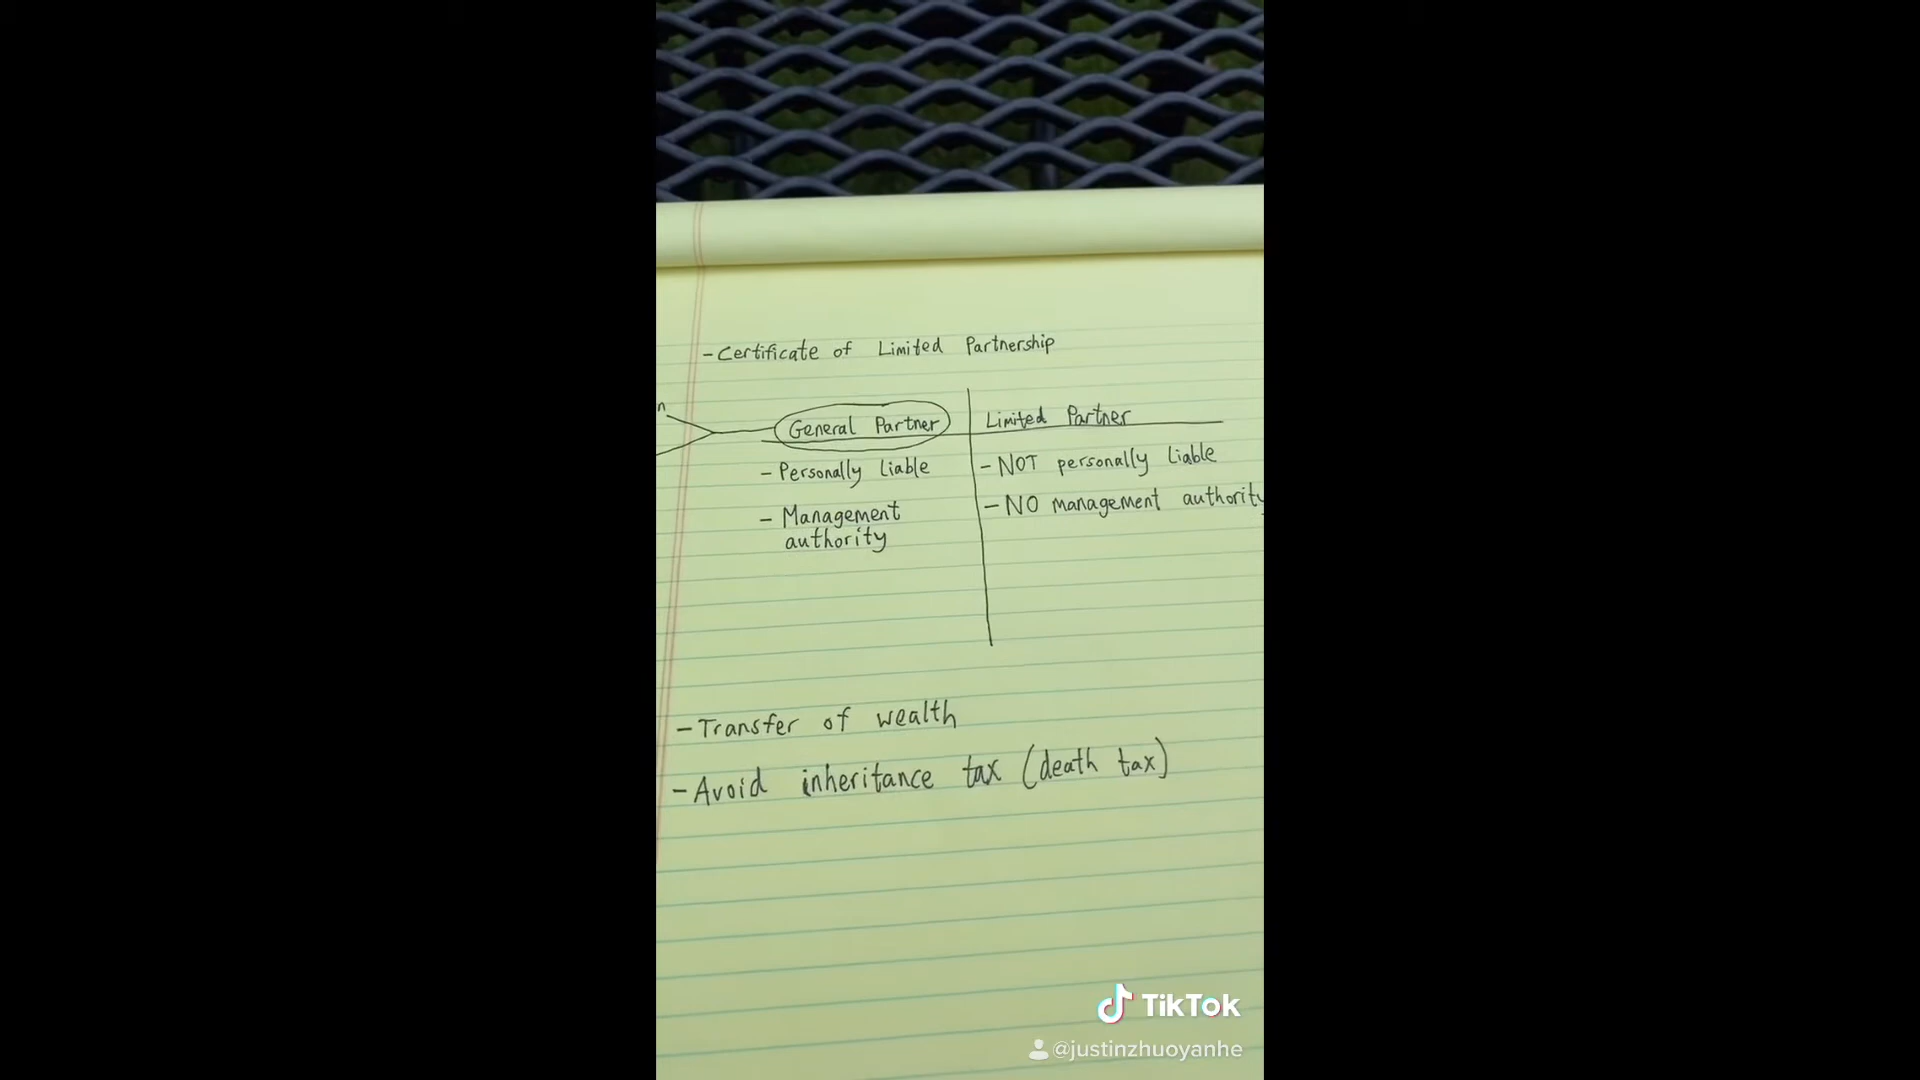 - Certificate of Limited Partnership
n
General Partner
Limited Partner
- Personally liable
- NOT personally liable
- Management
authority
- NO management authority
- Transfer of wealth
- Avoid inheritance tax (death tax)
TikTok
@justinzhuoyanhe